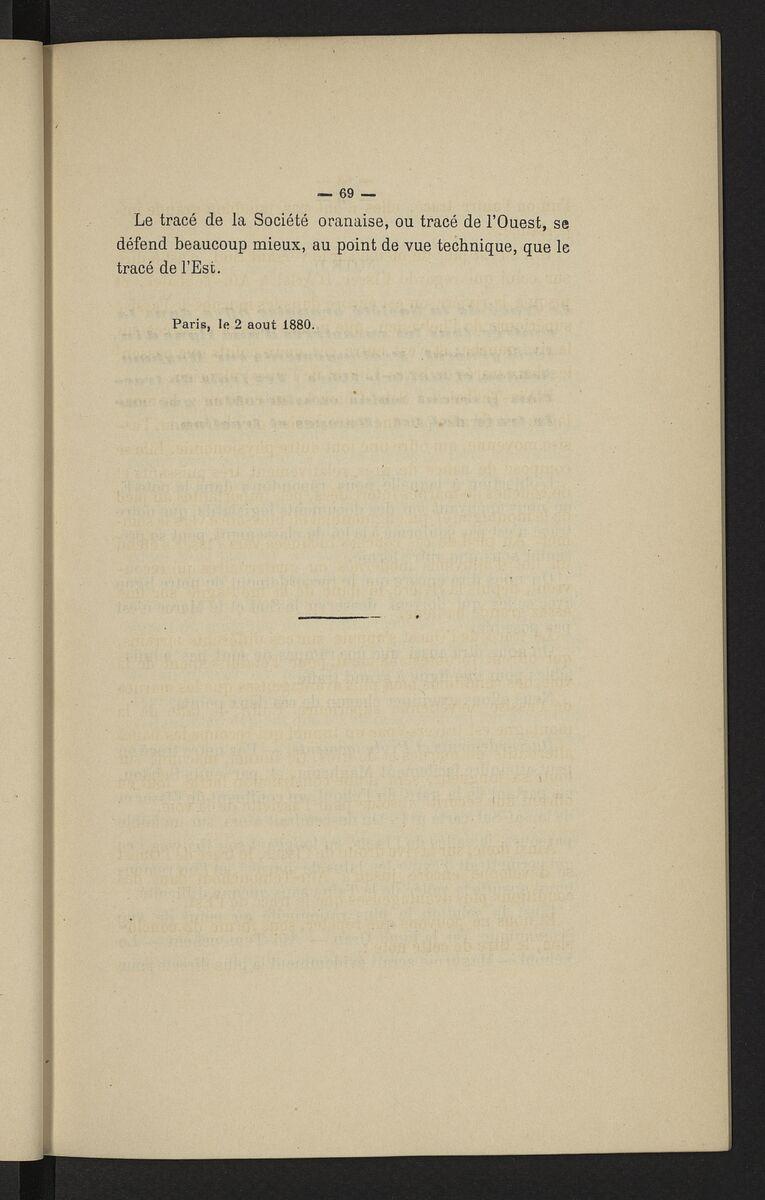 — 69 —
Le tracé de la Société oranaise, ou tracé de l'Ouest, se
défend beaucoup mieux, au point de vue technique, que le
tracé de l'Est.
Paris, le 2 aout 1880.